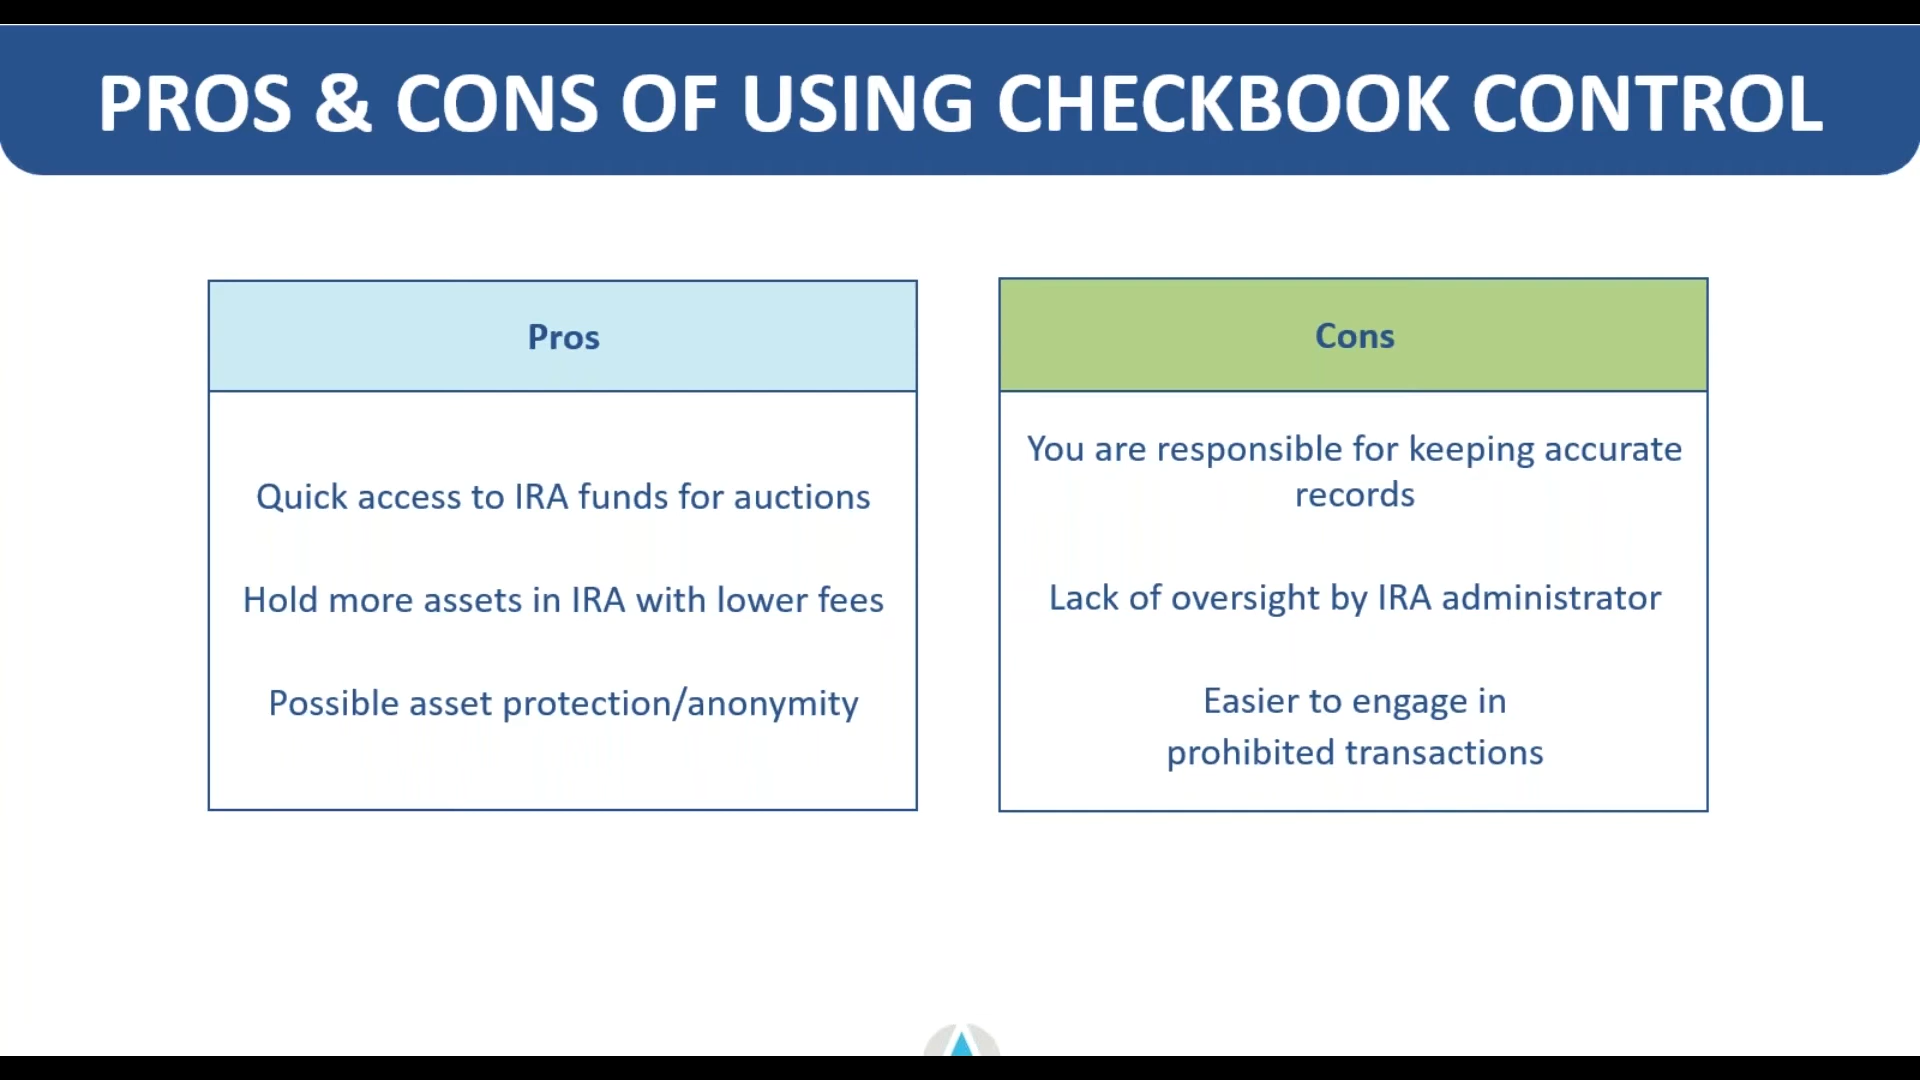 PROS & CONS OF USING CHECKBOOK CONTROL
Pros
Quick access to IRA funds for auctions
Hold more assets in IRA with lower fees
Possible asset protection/anonymity
Cons
You are responsible for keeping accurate
records
Lack of oversight by IRA administrator
Easier to engage in
prohibited transactions